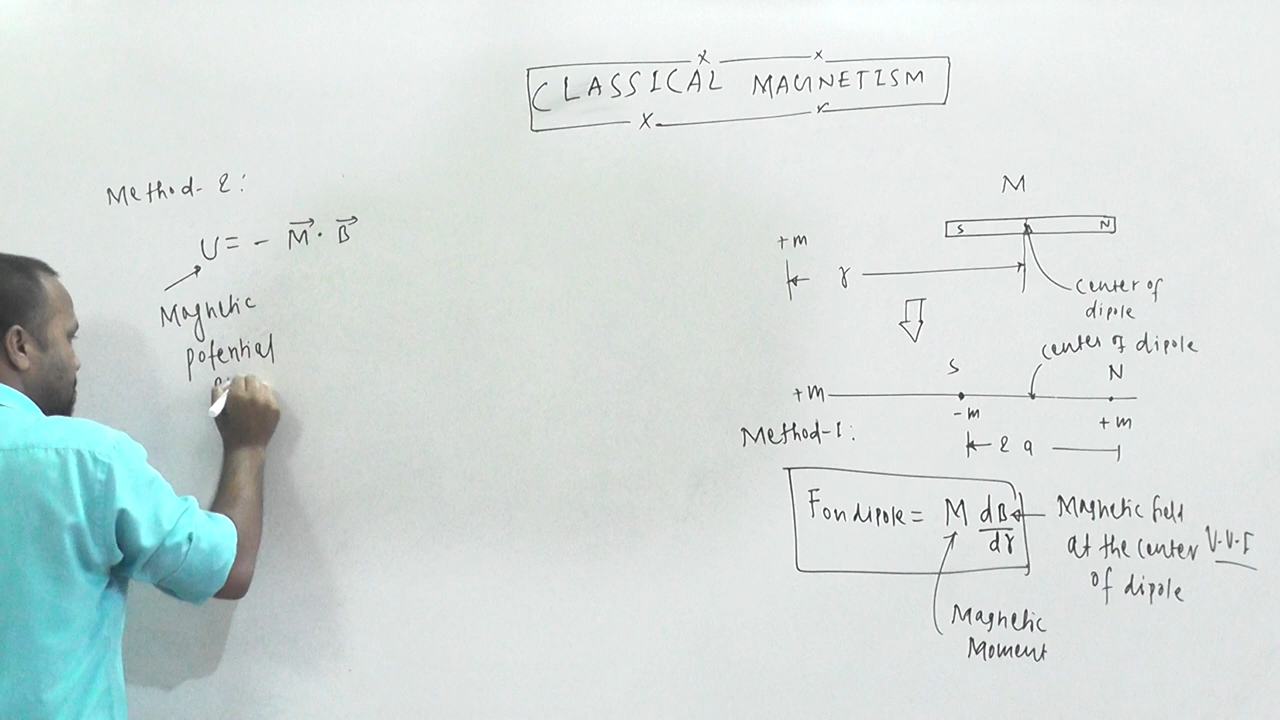 CLASSICAL MAGNETISM
Method-2:
U = - M⃗ . B⃗
Magnetic
potential
M
S N
+m
r
center of
dipole
center of dipole
S
N
+m
-m
+m
2 a
Method-1:
F on dipole = M dB/dr
Magnetic field
at the center V.V.I
of dipole
Magnetic
Moment